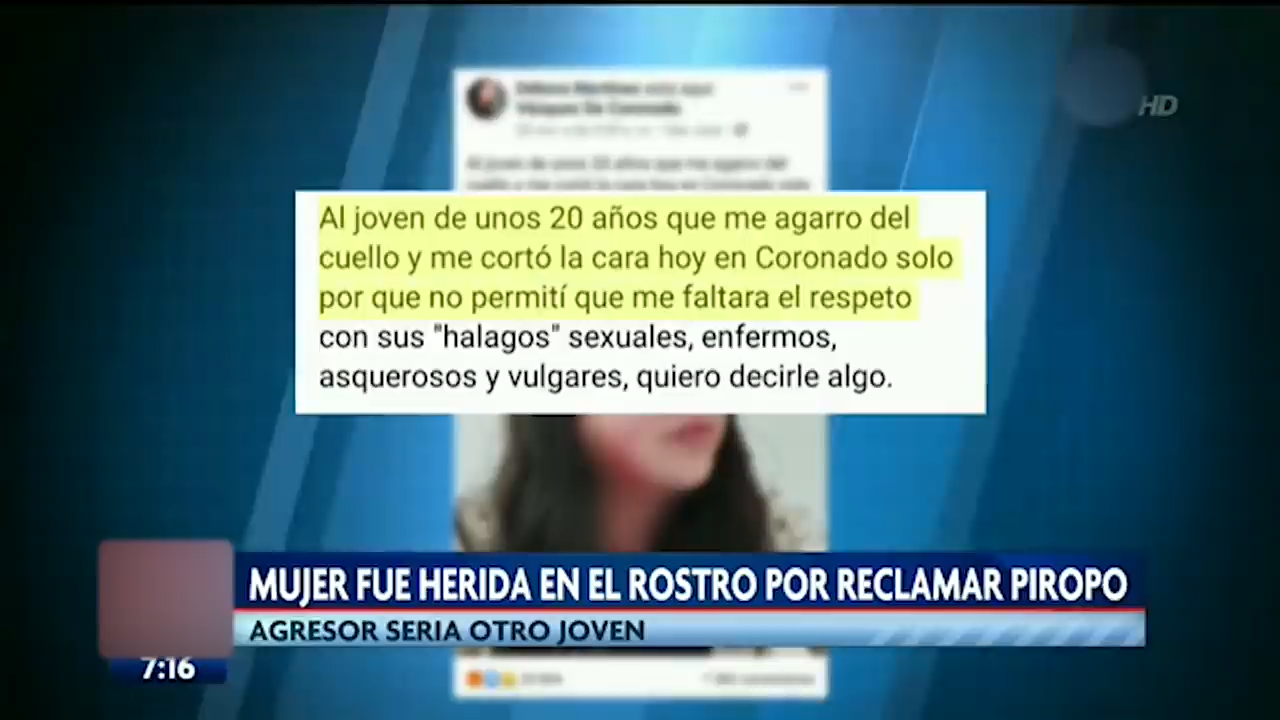 HD
Al joven de unos 20 años que me agarro del
cuello y me cortó la cara hoy en Coronado solo
por que no permití que me faltara el respeto
con sus "halagos" sexuales, enfermos,
asquerosos y vulgares, quiero decirle algo.
MUJER FUE HERIDA EN EL ROSTRO POR RECLAMAR PIROPO
AGRESOR SERIA OTRO JOVEN
7:16